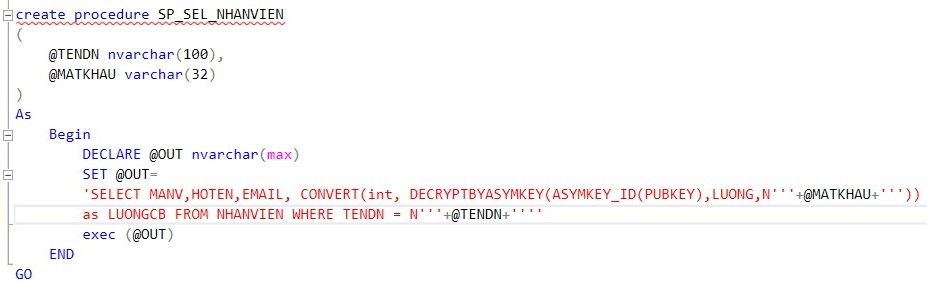 create procedure SP_SEL_NHANVIEN
(
@TENDN nvarchar(100),
@MATKHAU varchar(32)
)
As
Begin
DECLARE @OUT nvarchar(max)
SET @OUT=
'SELECT MANV,HOTEN,EMAIL, CONVERT(int, DECRYPTBYASYMKEY(ASYMKEY_ID(PUBKEY),LUONG,N'''+@MATKHAU+'''))
as LUONGCB FROM NHANVIEN WHERE TENDN = N'''+@TENDN+''''
exec (@OUT)
END
GO